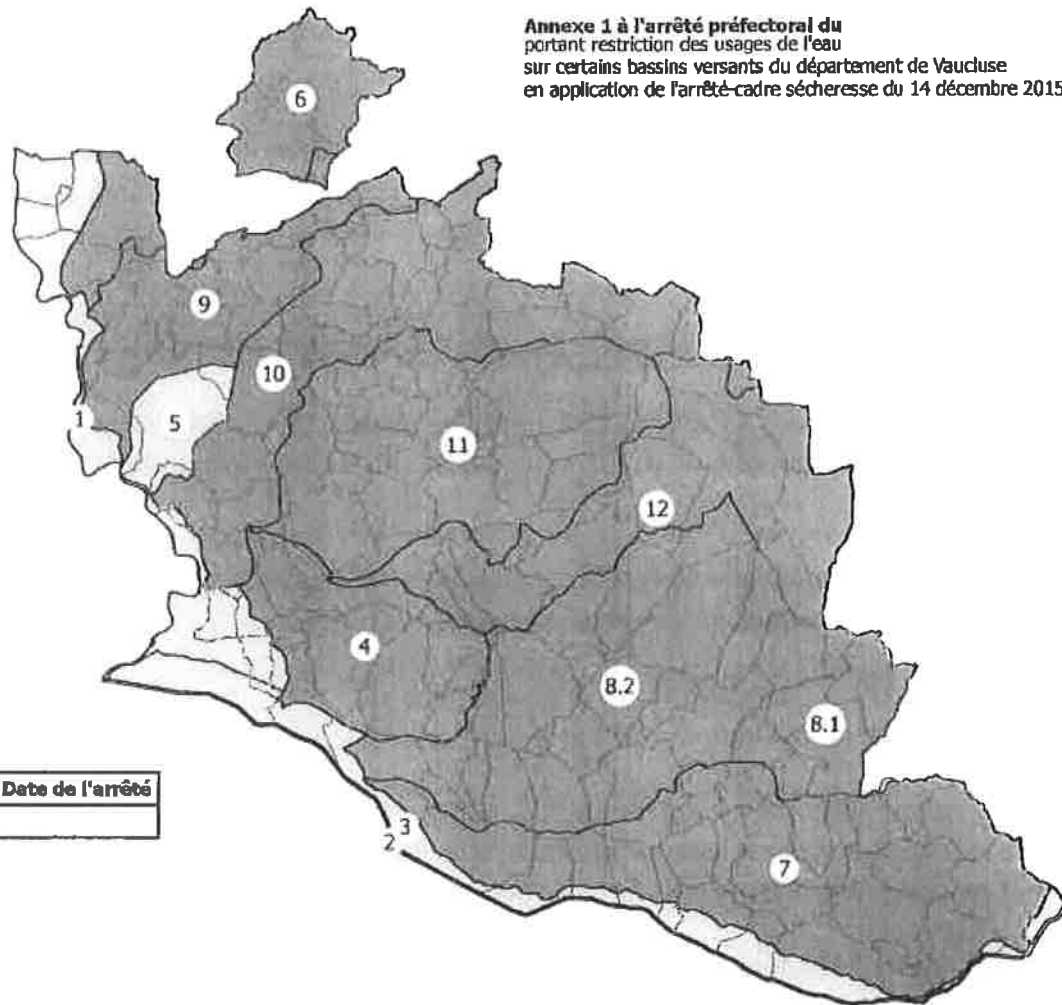 Annexe 1 à l'arrêté préfectoral du
portant restriction des usages de l'eau
sur certains bassins versants du département de Vaucluse
en application de l'arrêté-cadre sécheresse du 14 décembre 2015
6
9
10
1
5
11
12
4
8.2
8.1
Date de l'arrêté
3
2
7